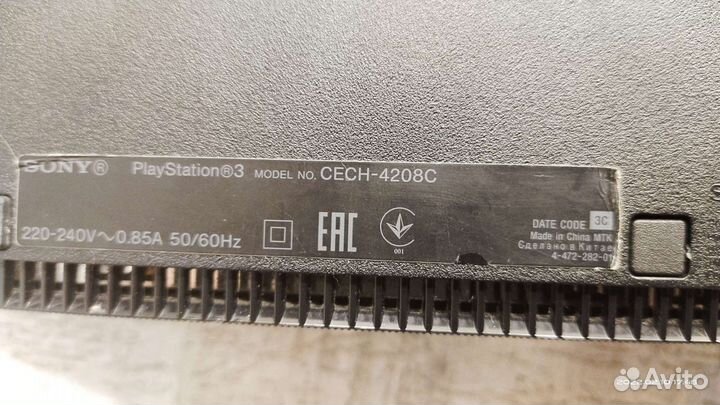 SONY® PlayStation®3 MODEL NO. CECH-4208C
220-240V~0.85A 50/60Hz
EAC
001
DATE CODE 3C
Made in China MTK
Сделано в Китае
4-472-282-01
Avito